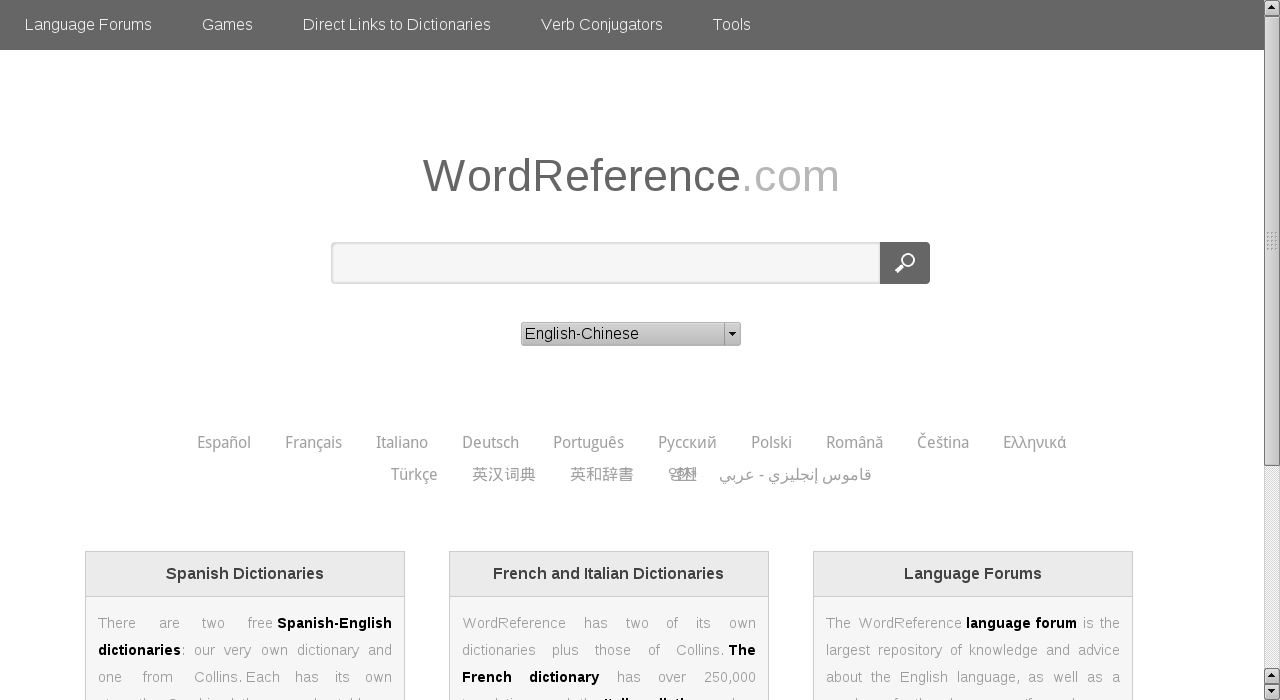 Language Forums Games Direct Links to Dictionaries Verb Conjugators Tools
WordReference.com
English-Chinese
Español Français Italiano Deutsch Português Русский Polski Română Čeština Ελληνικά
Türkçe 英汉词典 英和辞書 قاموس إنجليزي - عربي
Spanish Dictionaries
There are two free Spanish-English
dictionaries: our very own dictionary and
one from Collins. Each has its own
French and Italian Dictionaries
WordReference has two of its own
dictionaries plus those of Collins. The
French dictionary has over 250,000
Language Forums
The WordReference language forum is the
largest repository of knowledge and advice
about the English language, as well as a